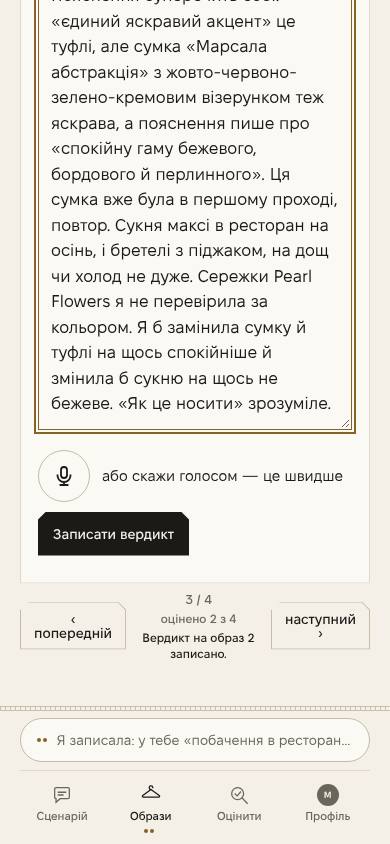 «єдиний яскравий акцент» це
туфлі, але сумка «Марсала
абстракція» з жовто-червоно-
зелено-кремовим візерунком теж
яскрава, а пояснення пише про
«спокійну гаму бежевого,
бордового й перлинного». Ця
сумка вже була в першому проході,
повтор. Сукня максі в ресторан на
осінь, і бретелі з піджаком, на дощ
чи холод не дуже. Сережки Pearl
Flowers я не перевірила за
кольором. Я б замінила сумку й
туфлі на щось спокійніше й
змінила б сукню на щось не
бежеве. «Як це носити» зрозуміле.
або скажи голосом — це швидше
Записати вердикт
3 / 4
‹
попередній
оцінено 2 з 4
наступний
›
Вердикт на образ 2
записано.
Я записала: у тебе «побачення в ресторан...
Сценарій
Образи
Оцінити
М
Профіль